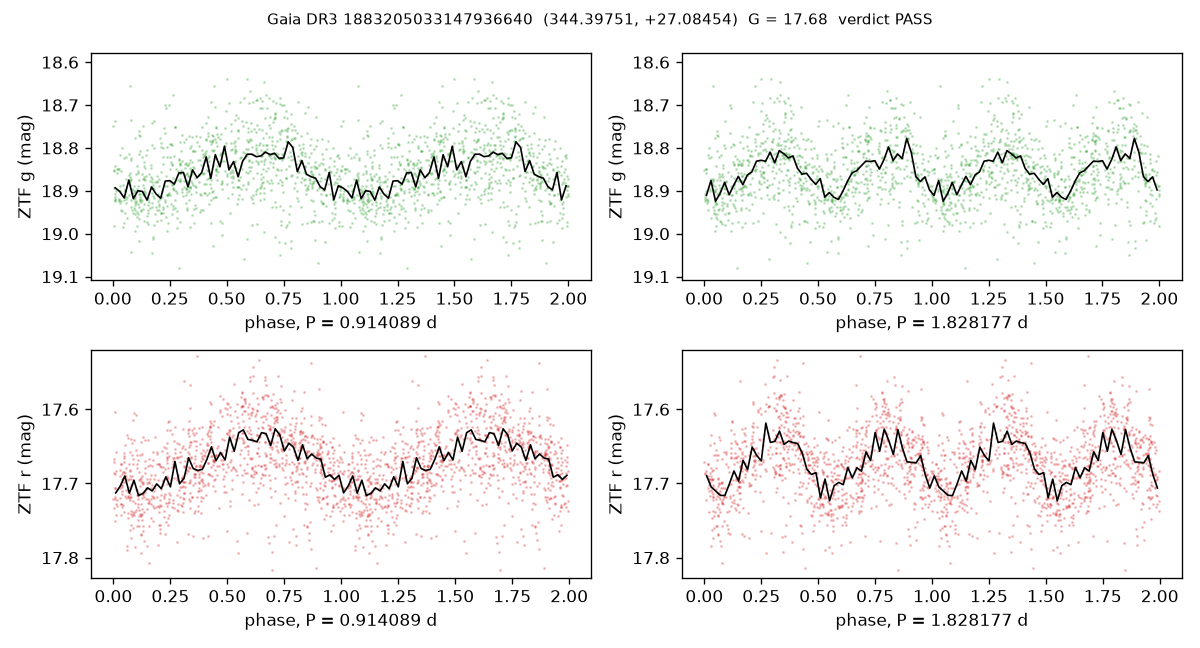 Gaia DR3 1883205033147936640  (344.39751, +27.08454)  G = 17.68  verdict PASS
ZTF g (mag)
18.6
18.7
18.8
18.9
19.0
19.1
0.00 0.25 0.50 0.75 1.00 1.25 1.50 1.75 2.00
phase, P = 0.914089 d
ZTF g (mag)
18.6
18.7
18.8
18.9
19.0
19.1
0.00 0.25 0.50 0.75 1.00 1.25 1.50 1.75 2.00
phase, P = 1.828177 d
ZTF r (mag)
17.6
17.7
17.8
0.00 0.25 0.50 0.75 1.00 1.25 1.50 1.75 2.00
phase, P = 0.914089 d
ZTF r (mag)
17.6
17.7
17.8
0.00 0.25 0.50 0.75 1.00 1.25 1.50 1.75 2.00
phase, P = 1.828177 d